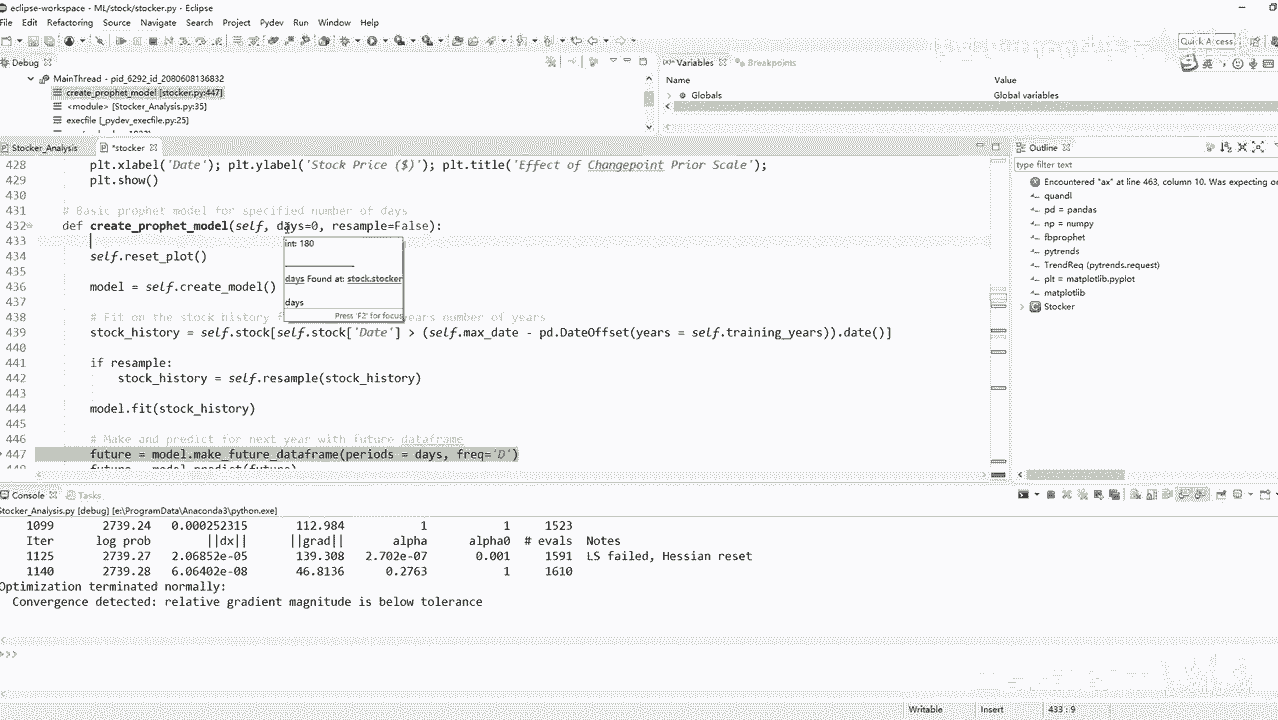 eclipse-workspace - ML/stock/stocker.py - Eclipse
File Edit Refactoring Source Navigate Search Project Pydev Run Window Help
Quick Access
Debug
Variables Breakpoints
MainThread - pid_6292_id_2080608136832
create_prophet_model [stocker.py:447]
<module> [Stocker_Analysis.py:35]
execfile [_pydev_execfile.py:25]
Name Value
Globals Global variables
Stocker_Analysis *stocker
428 plt.xlabel('Date'); plt.ylabel('Stock Price ($)'); plt.title('Effect of Changepoint Prior Scale');
429 plt.show()
430
431 # Basic prophet model for specified number of days
432 def create_prophet_model(self, days=0, resample=False):
433
434 self.reset_plot()
435
436 model = self.create_model()
437
438 # Fit on the stock history years number of years
439 stock_history = self.stock[self.stock['Date'] > (self.max_date - pd.DateOffset(years = self.training_years)).date()]
440
441 if resample:
442 stock_history = self.resample(stock_history)
443
444 model.fit(stock_history)
445
446 # Make and predict for next year with future dataframe
447 future = model.make_future_dataframe(periods = days, freq='D')
future = model.predict(future)
int: 180
days Found at: stock.stocker
days
Press 'F2' for focus
Outline
type filter text
Encountered "ax" at line 463, column 10. Was expecting on
quandl
pd = pandas
np = numpy
fbprophet
pytrends
TrendReq (pytrends.request)
plt = matplotlib.pyplot
matplotlib
Stocker
Console Tasks
Stocker_Analysis.py [debug] [e:\ProgramData\Anaconda3\python.exe]
1099 2739.24 0.000252315 112.984 1 1 1523
Iter log prob ||dx|| ||grad|| alpha alpha0 # evals Notes
1125 2739.27 2.06852e-05 139.308 2.702e-07 0.001 1591 LS failed, Hessian reset
1140 2739.28 6.06402e-08 46.8136 0.2763 1 1610
Optimization terminated normally:
Convergence detected: relative gradient magnitude is below tolerance
>>>
Writable Insert 433 : 9